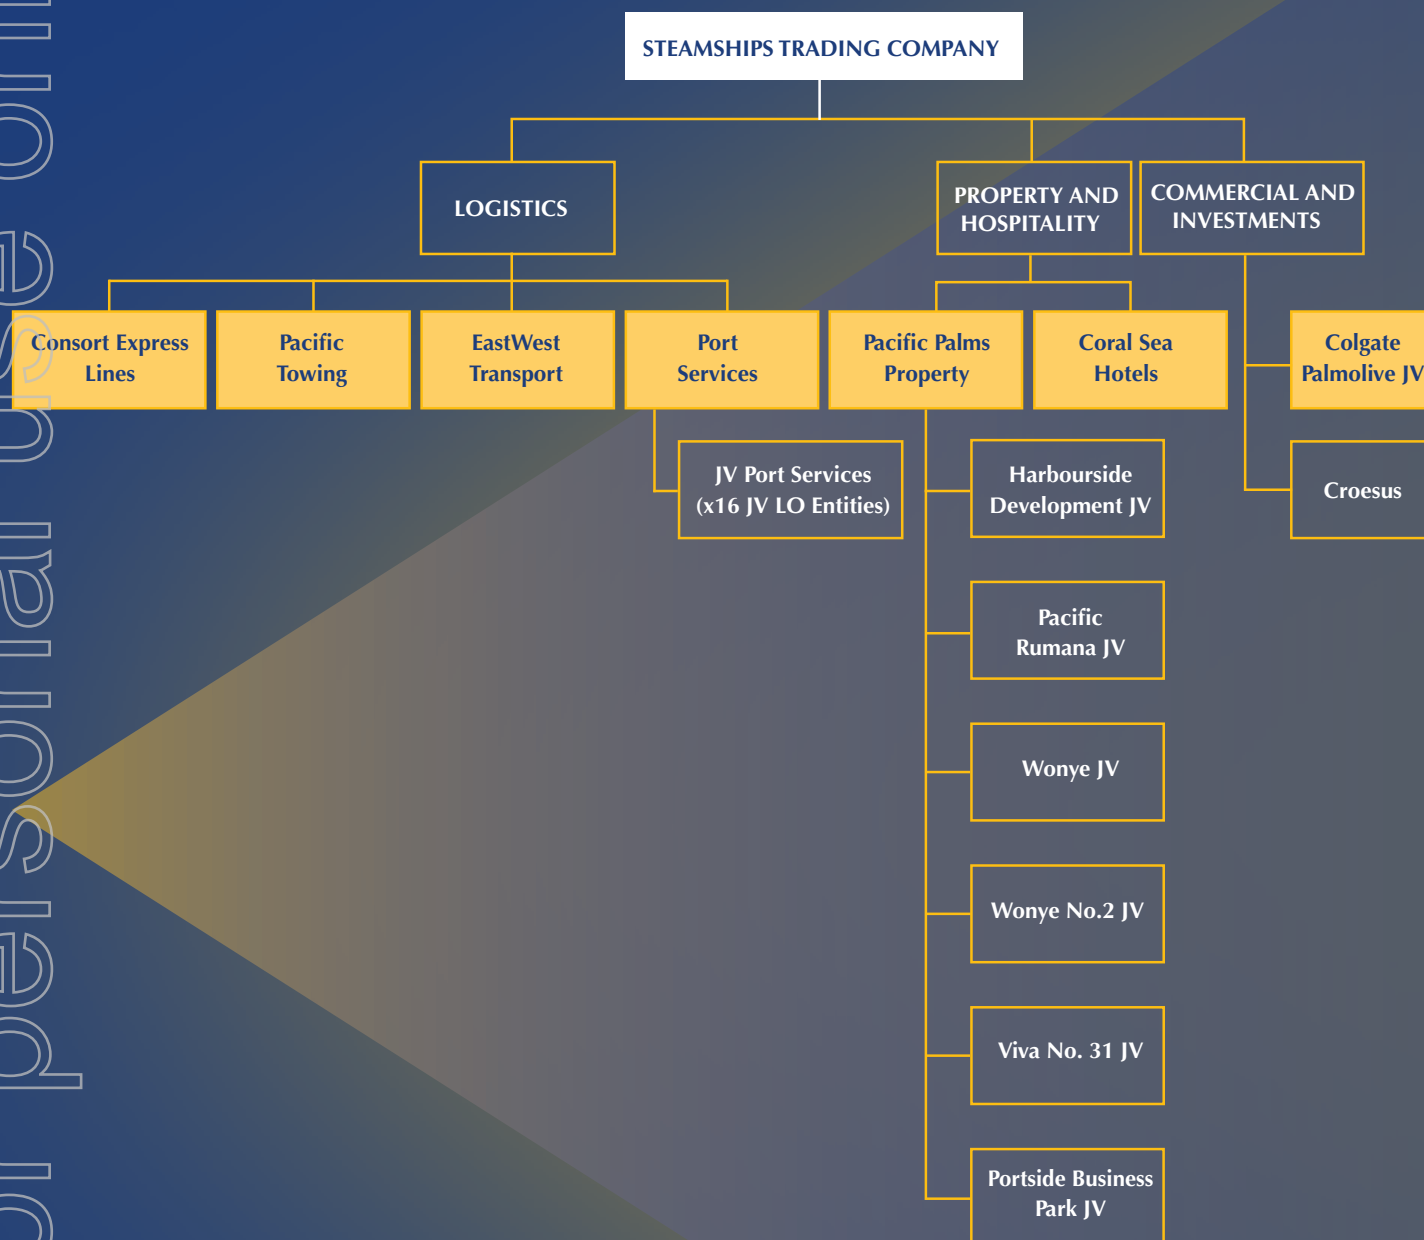 STEAMSHIPS TRADING COMPANY
LOGISTICS
PROPERTY AND
HOSPITALITY
COMMERCIAL AND
INVESTMENTS
Consort Express
Lines
Pacific
Towing
EastWest
Transport
Port
Services
Pacific Palms
Property
Coral Sea
Hotels
Colgate
Palmolive JV
JV Port Services
(x16 JV LO Entities)
Harbourside
Development JV
Croesus
Pacific
Rumana JV
Wonye JV
Wonye No.2 JV
Viva No. 31 JV
Portside Business
Park JV
personal use